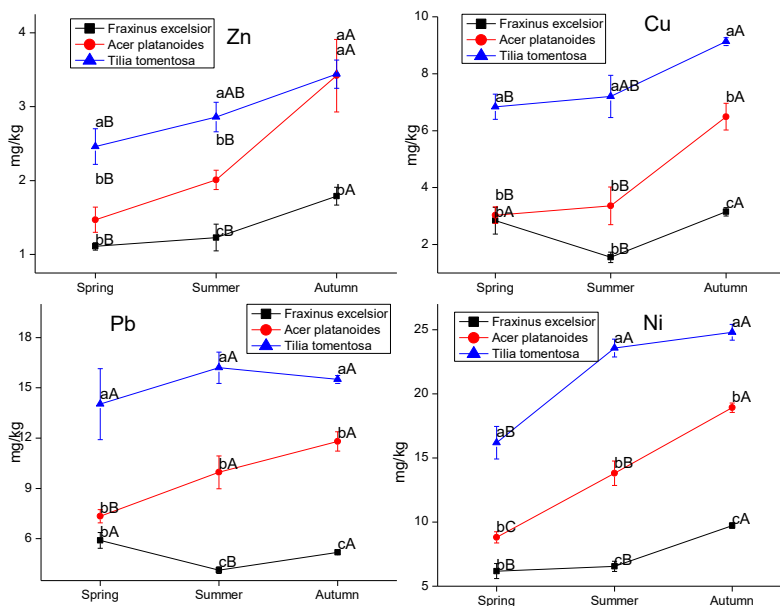 Fraxinus excelsior
Acer platanoides
Tilia tomentosa
Zn
4
3
2
1
mg/kg
aA
aA
aAB
aB
bB
bB
bA
bB
cB
Spring
Summer
Autumn
Fraxinus excelsior
Acer platanoides
Tilia tomentosa
Cu
10
8
6
4
2
mg/kg
aA
aAB
aB
bA
bB
bB
bA
cA
bB
Spring
Summer
Autumn
Pb
Fraxinus excelsior
Acer platanoides
Tilia tomentosa
18
15
12
9
6
mg/kg
aA
aA
aA
bA
bA
bB
bA
cB
cA
Spring
Summer
Autumn
Fraxinus excelsior
Acer platanoides
Tilia tomentosa
Ni
25
20
15
10
5
mg/kg
aA
aA
aB
bA
bB
bC
cA
bB
cB
Spring
Summer
Autumn